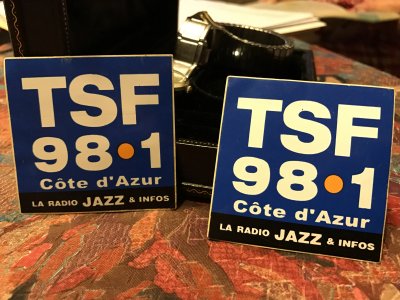 TSF
98•1
Côte d'Azur
LA RADIO JAZZ & INFOS
TSF
98•1
Côte d'Azur
LA RADIO JAZZ & INFOS